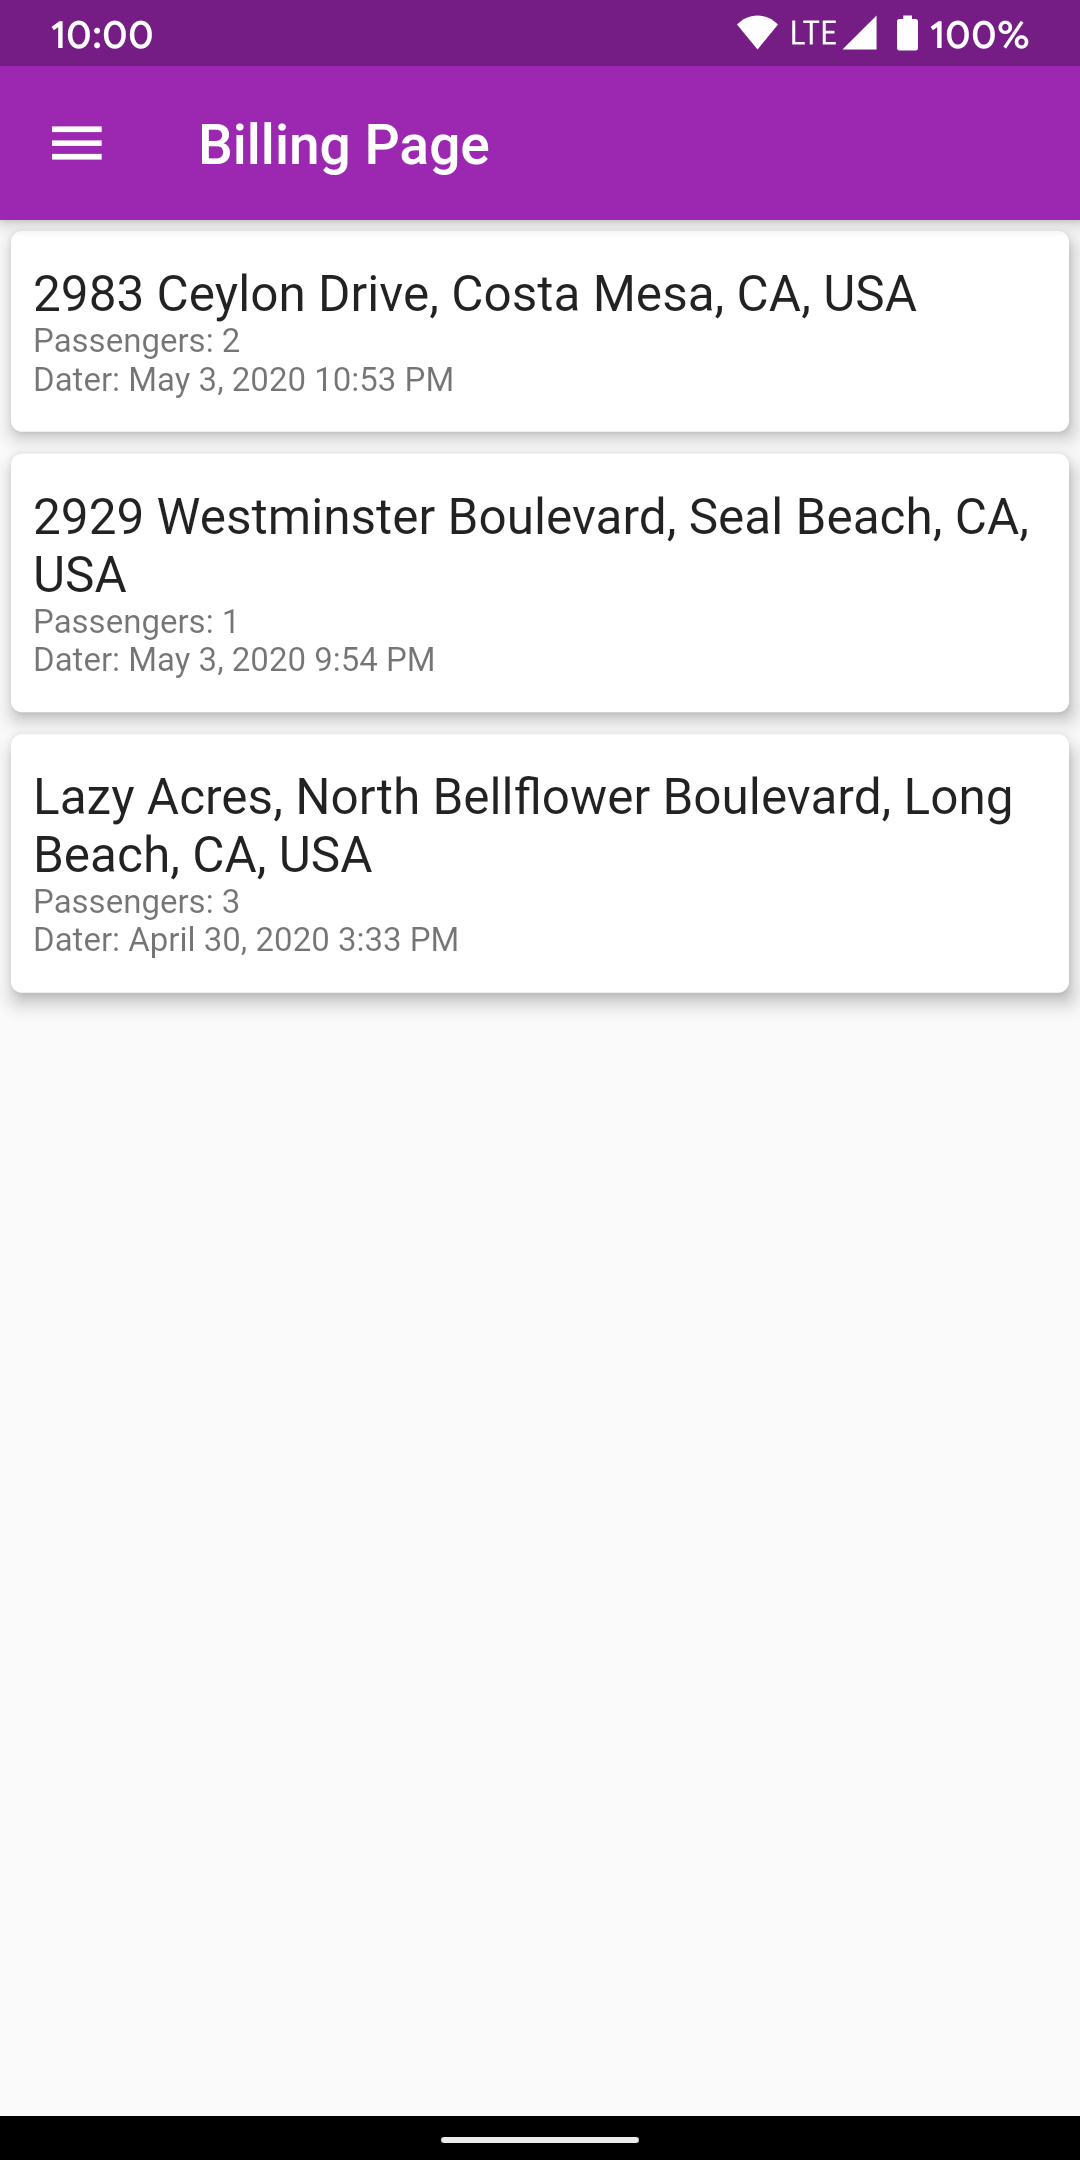 10:00 LTE 100%
Billing Page
2983 Ceylon Drive, Costa Mesa, CA, USA
Passengers: 2
Dater: May 3, 2020 10:53 PM
2929 Westminster Boulevard, Seal Beach, CA,
USA
Passengers: 1
Dater: May 3, 2020 9:54 PM
Lazy Acres, North Bellflower Boulevard, Long
Beach, CA, USA
Passengers: 3
Dater: April 30, 2020 3:33 PM